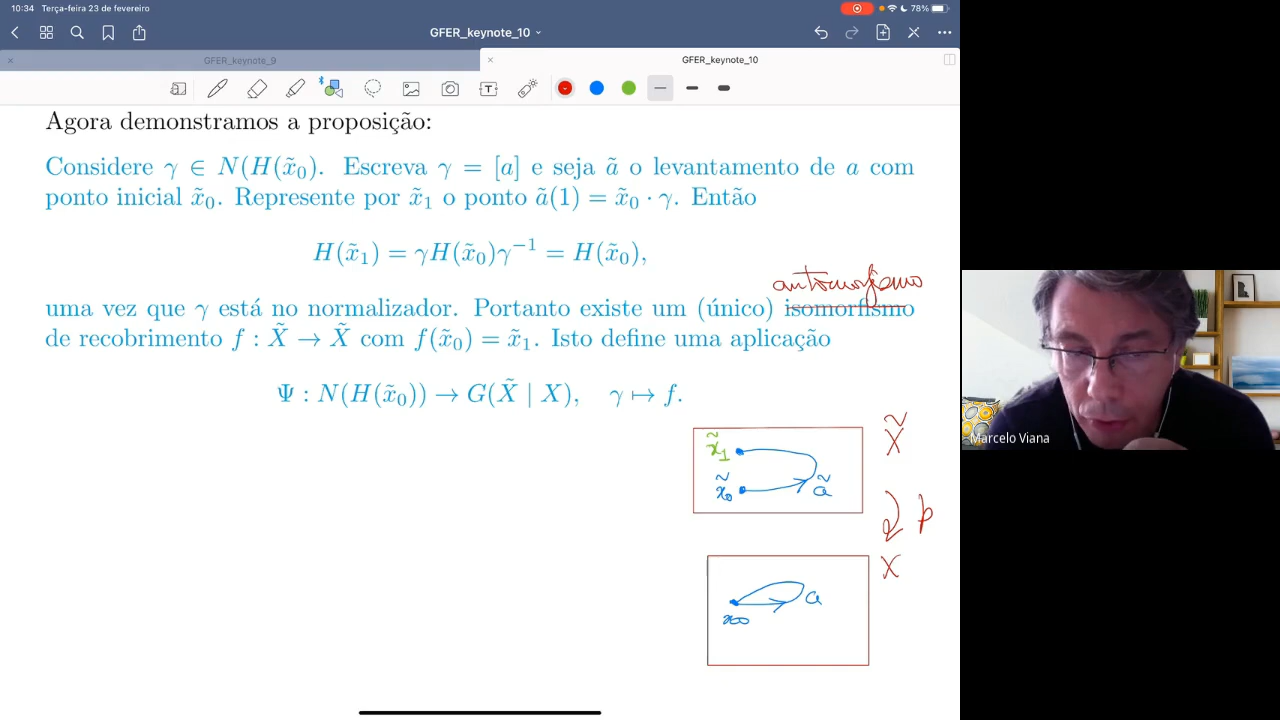 10:34 Terça-feira 23 de fevereiro
78%
GFER_keynote_10
GFER_keynote_9
GFER_keynote_10
Agora demonstramos a proposição:
Considere γ ∈ N(H(x̃₀). Escreva γ = [a] e seja ã o levantamento de a com
ponto inicial x̃₀. Represente por x̃₁ o ponto ã(1) = x̃₀ · γ. Então
H(x̃₁) = γH(x̃₀)γ⁻¹ = H(x̃₀),
automorfismo
uma vez que γ está no normalizador. Portanto existe um (único) isomorfismo
de recobrimento f : X̃ → X̃ com f(x̃₀) = x̃₁. Isto define uma aplicação
Ψ : N(H(x̃₀)) → G(X̃ | X), γ ↦ f.
x̃₁
x̃₀
ã
X̃
p
X
a
x₀
Marcelo Viana